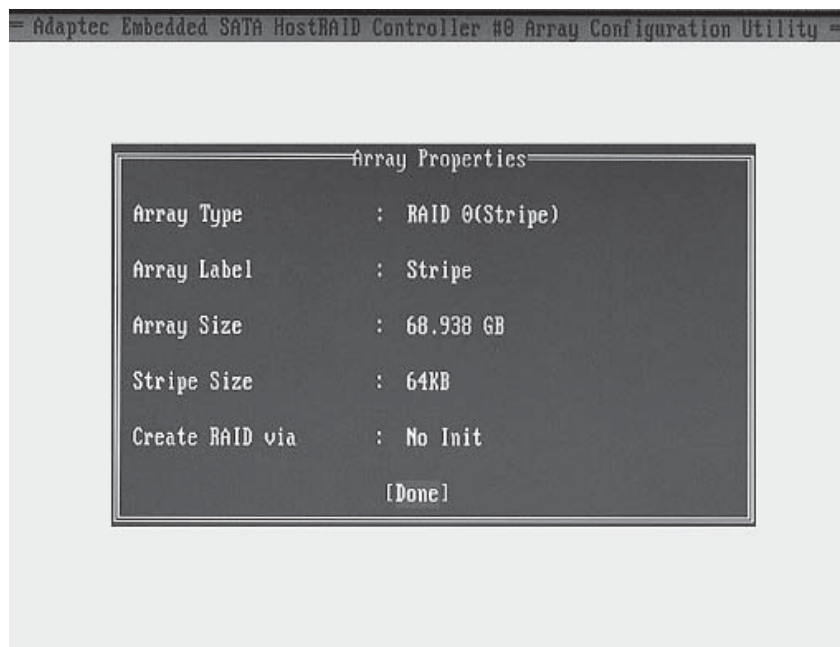 Adaptec Embedded SATA HostRAID Controller #0 Array Configuration Utility
Array Properties
Array Type : RAID 0(Stripe)
Array Label : Stripe
Array Size : 68.938 GB
Stripe Size : 64KB
Create RAID via : No Init
[Done]